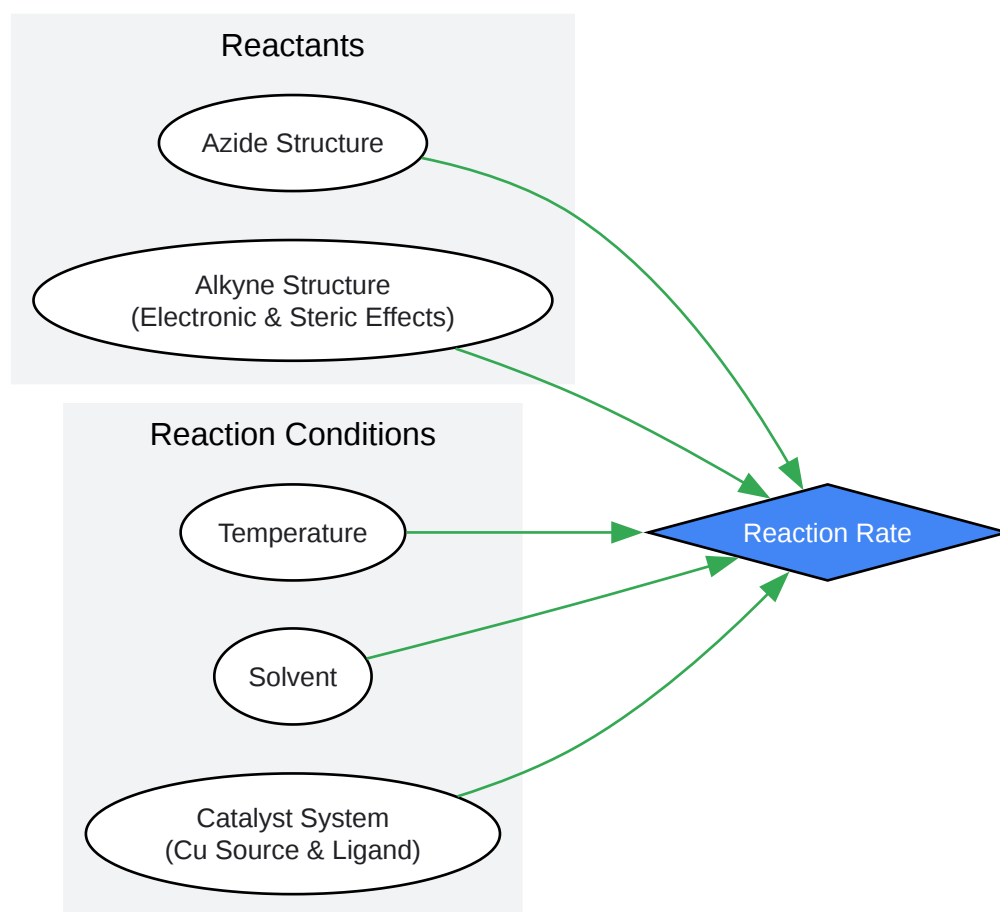 Reactants
Azide Structure
Alkyne Structure
(Electronic & Steric Effects)
Reaction Conditions
Temperature
Reaction Rate
Solvent
Catalyst System
(Cu Source & Ligand)